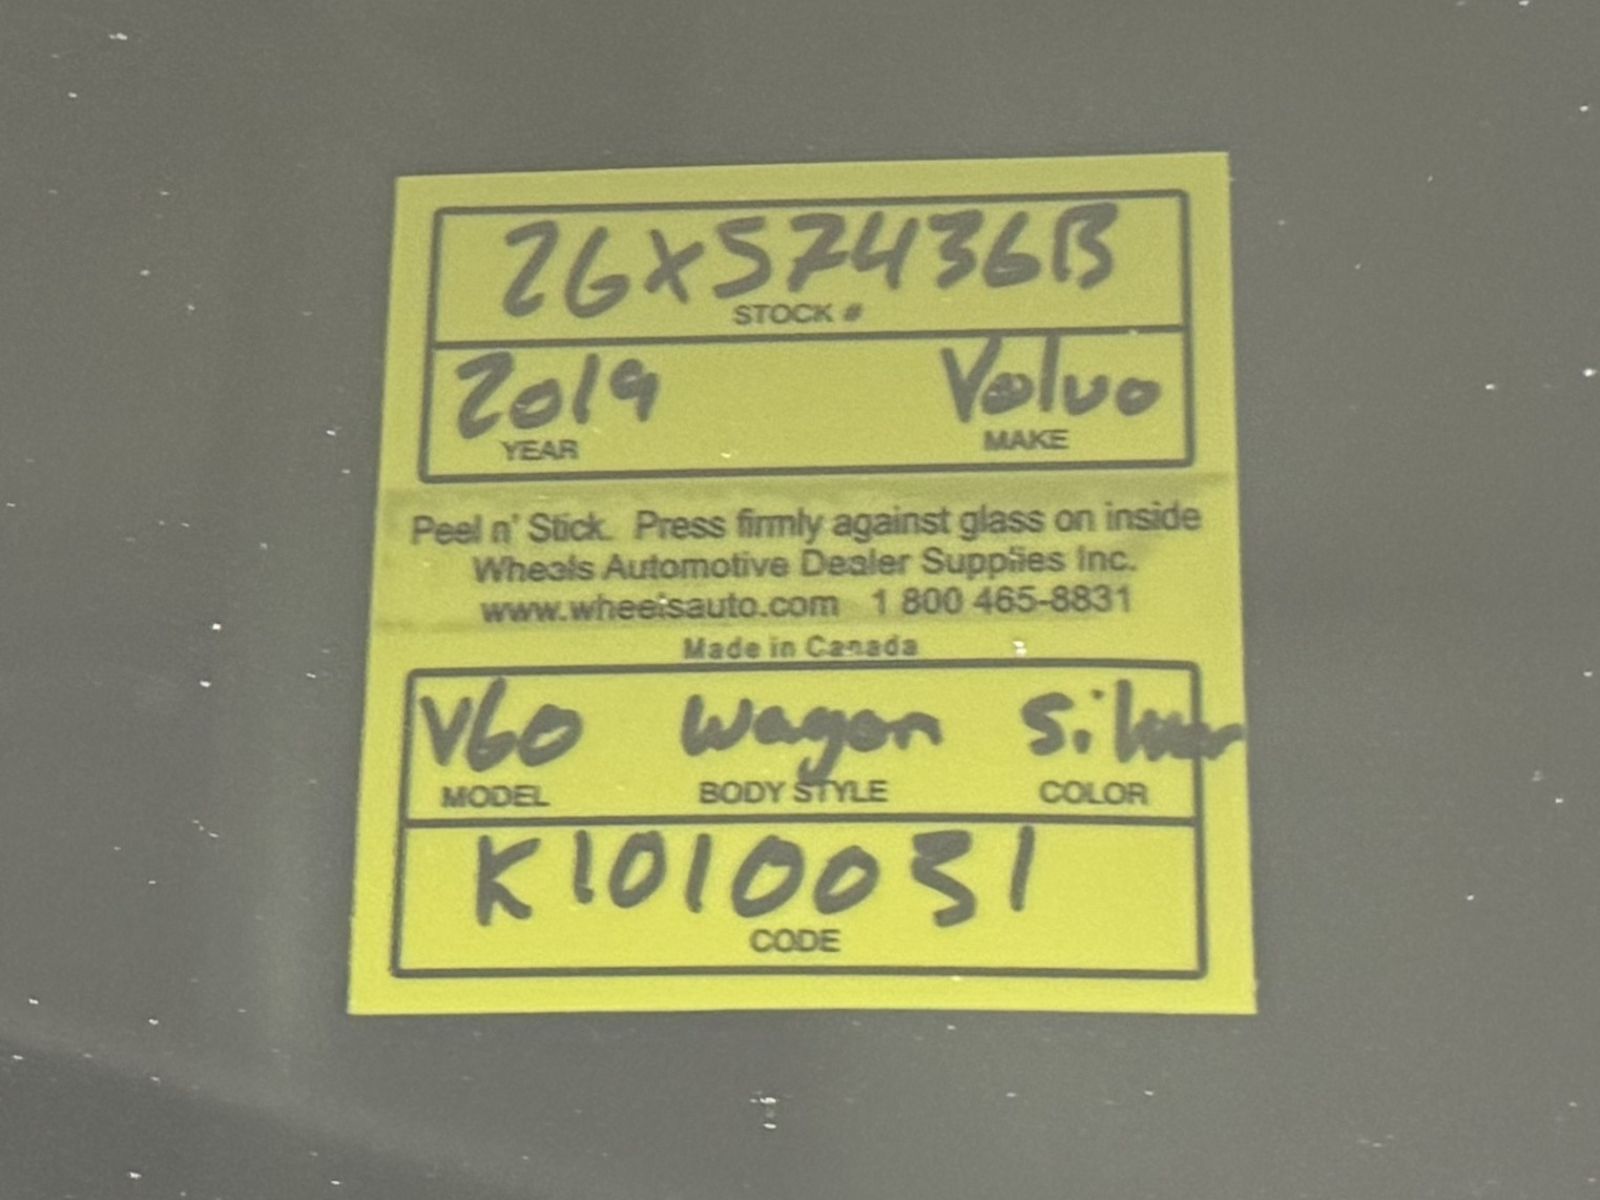 26X57436B
STOCK #
2019 Volvo
YEAR MAKE
Peel n' Stick. Press firmly against glass on inside
Wheels Automotive Dealer Supplies Inc.
www.wheelsauto.com 1 800 465-8831
Made in Canada
V60 Wagon Silver
MODEL BODY STYLE COLOR
K1010031
CODE